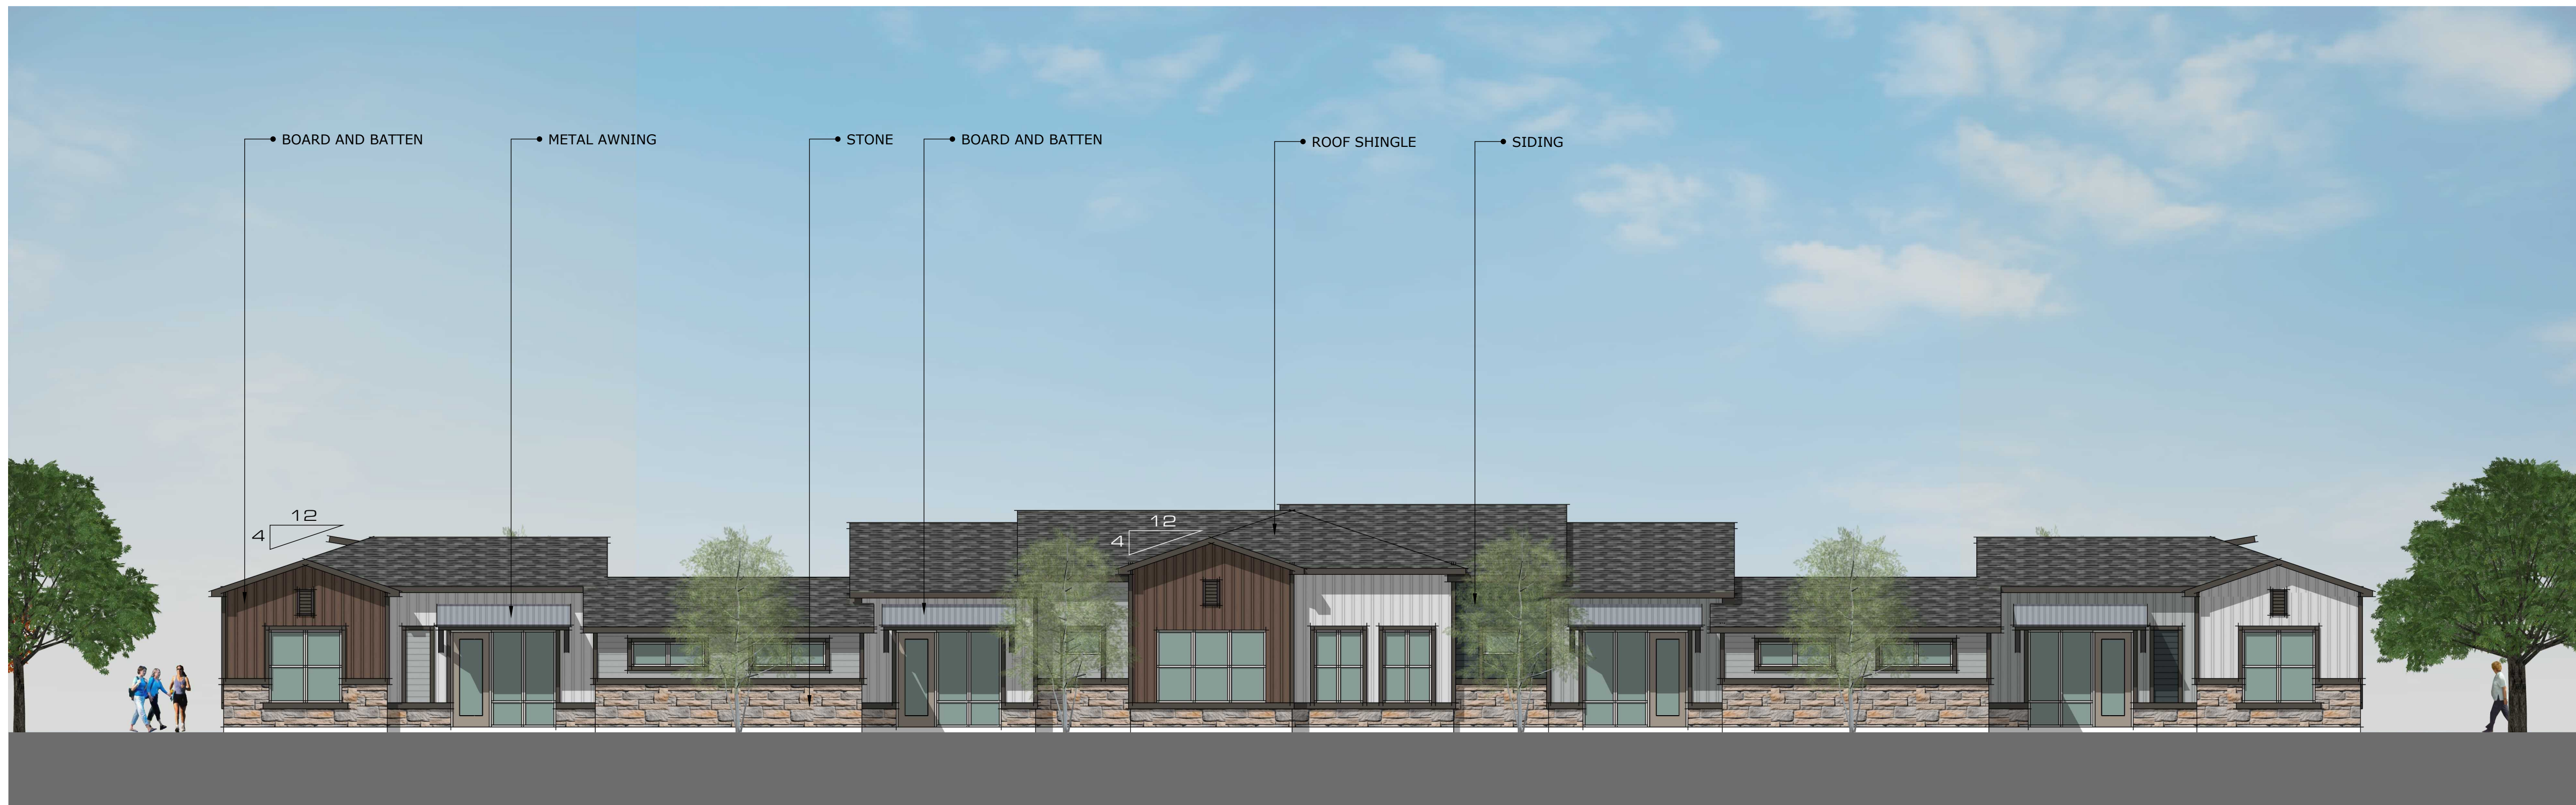 BOARD AND BATTEN
METAL AWNING
STONE
BOARD AND BATTEN
ROOF SHINGLE
SIDING
12
4
12
4